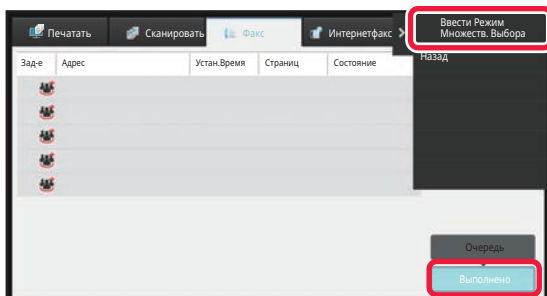 Печатать
Сканировать
Факс
Интернетфакс
Ввести Режим
Множеств. Выбора
Назад
Зад-е
Адрес
Устан.Время
Страниц
Состояние
Очередь
Выполнено